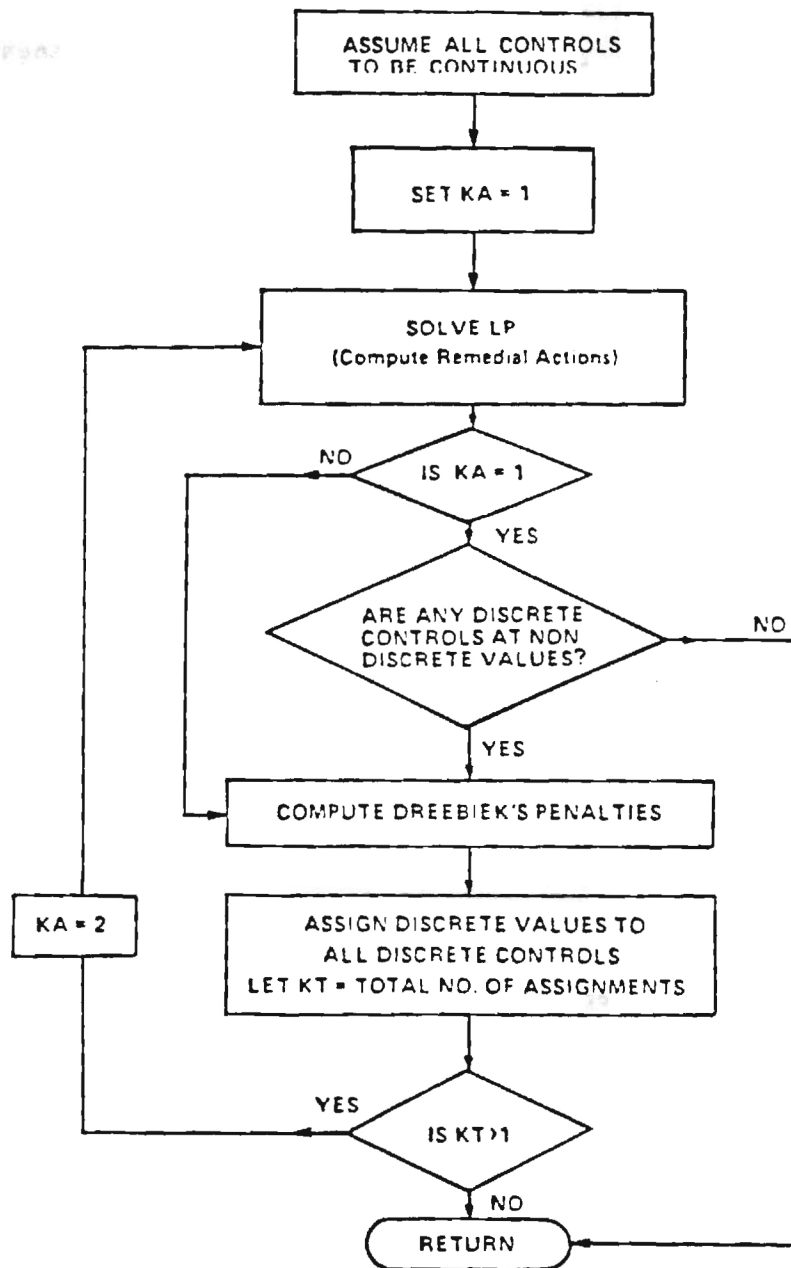 ASSUME ALL CONTROLS
TO BE CONTINUOUS
SET KA = 1
SOLVE LP
(Compute Remedial Actions)
NO
IS KA = 1
YES
ARE ANY DISCRETE
CONTROLS AT NON
DISCRETE VALUES?
NO
YES
COMPUTE DREEBIEK'S PENALTIES
KA = 2
ASSIGN DISCRETE VALUES TO
ALL DISCRETE CONTROLS
LET KT = TOTAL NO. OF ASSIGNMENTS
YES
IS KT>1
NO
RETURN